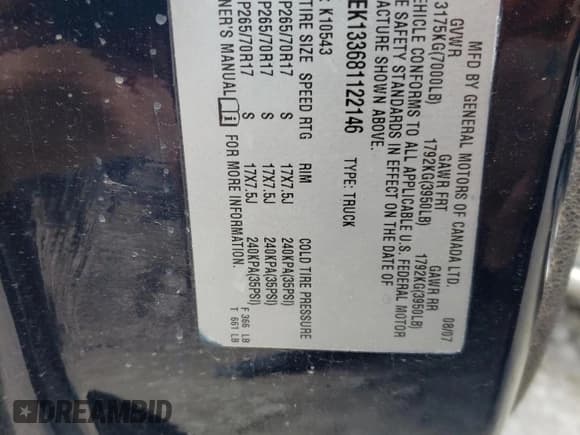 MFD BY GENERAL MOTORS OF CANADA LTD.
08/07
GVWR GAWR FRT GAWR RR
3175KG(7000LB) 1792KG(3950LB) 1792KG(3950LB)
VEHICLE CONFORMS TO ALL APPLICABLE U.S. FEDERAL MOTOR
E SAFETY STANDARDS IN EFFECT ON THE DATE OF
ACTURE SHOWN ABOVE.
EK133681122146 TYPE: TRUCK
K10543
TIRE SIZE SPEED RTG RIM COLD TIRE PRESSURE
P265/70R17 S 17X7.5J 240KPA(35PSI)
P265/70R17 S 17X7.5J 240KPA(35PSI)
P265/70R17 S 17X7.5J 240KPA(35PSI)
NER'S MANUAL i FOR MORE INFORMATION.
F 366 LB
T 661 LB
DREAMBID